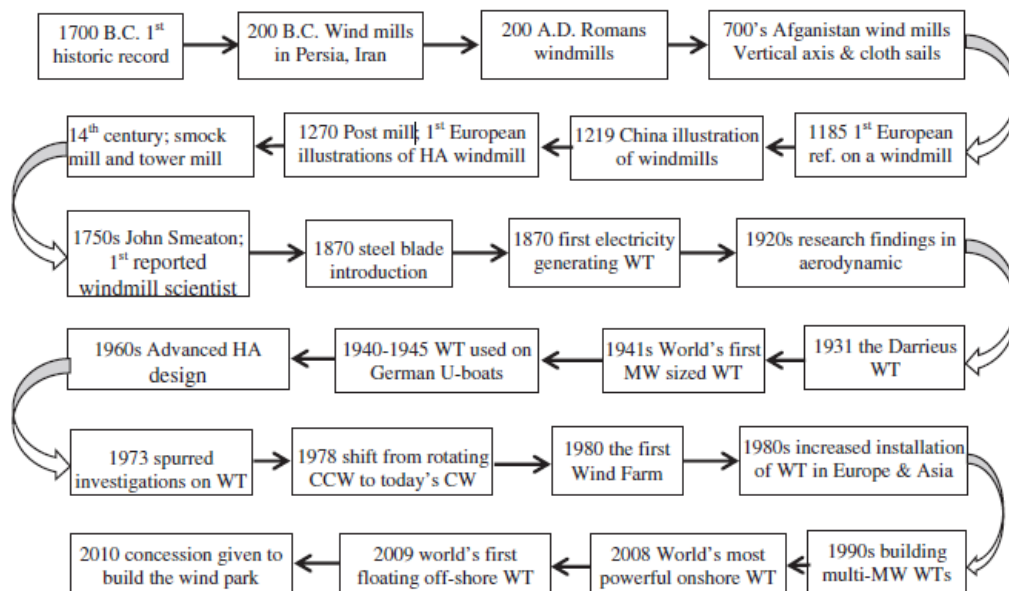 1700 B.C. 1st
historic record
200 B.C. Wind mills
in Persia, Iran
200 A.D. Romans
windmills
700's Afganistan wind mills
Vertical axis & cloth sails
1185 1st European
ref. on a windmill
1219 China illustration
of windmills
1270 Post mill; 1st European
illustrations of HA windmill
14th century; smock
mill and tower mill
1750s John Smeaton;
1st reported
windmill scientist
1870 steel blade
introduction
1870 first electricity
generating WT
1920s research findings in
aerodynamic
1931 the Darrieus
WT
1941s World's first
MW sized WT
1940-1945 WT used on
German U-boats
1960s Advanced HA
design
1973 spurred
investigations on WT
1978 shift from rotating
CCW to today's CW
1980 the first
Wind Farm
1980s increased installation
of WT in Europe & Asia
1990s building
multi-MW WTs
2008 World's most
powerful onshore WT
2009 world's first
floating off-shore WT
2010 concession given to
build the wind park